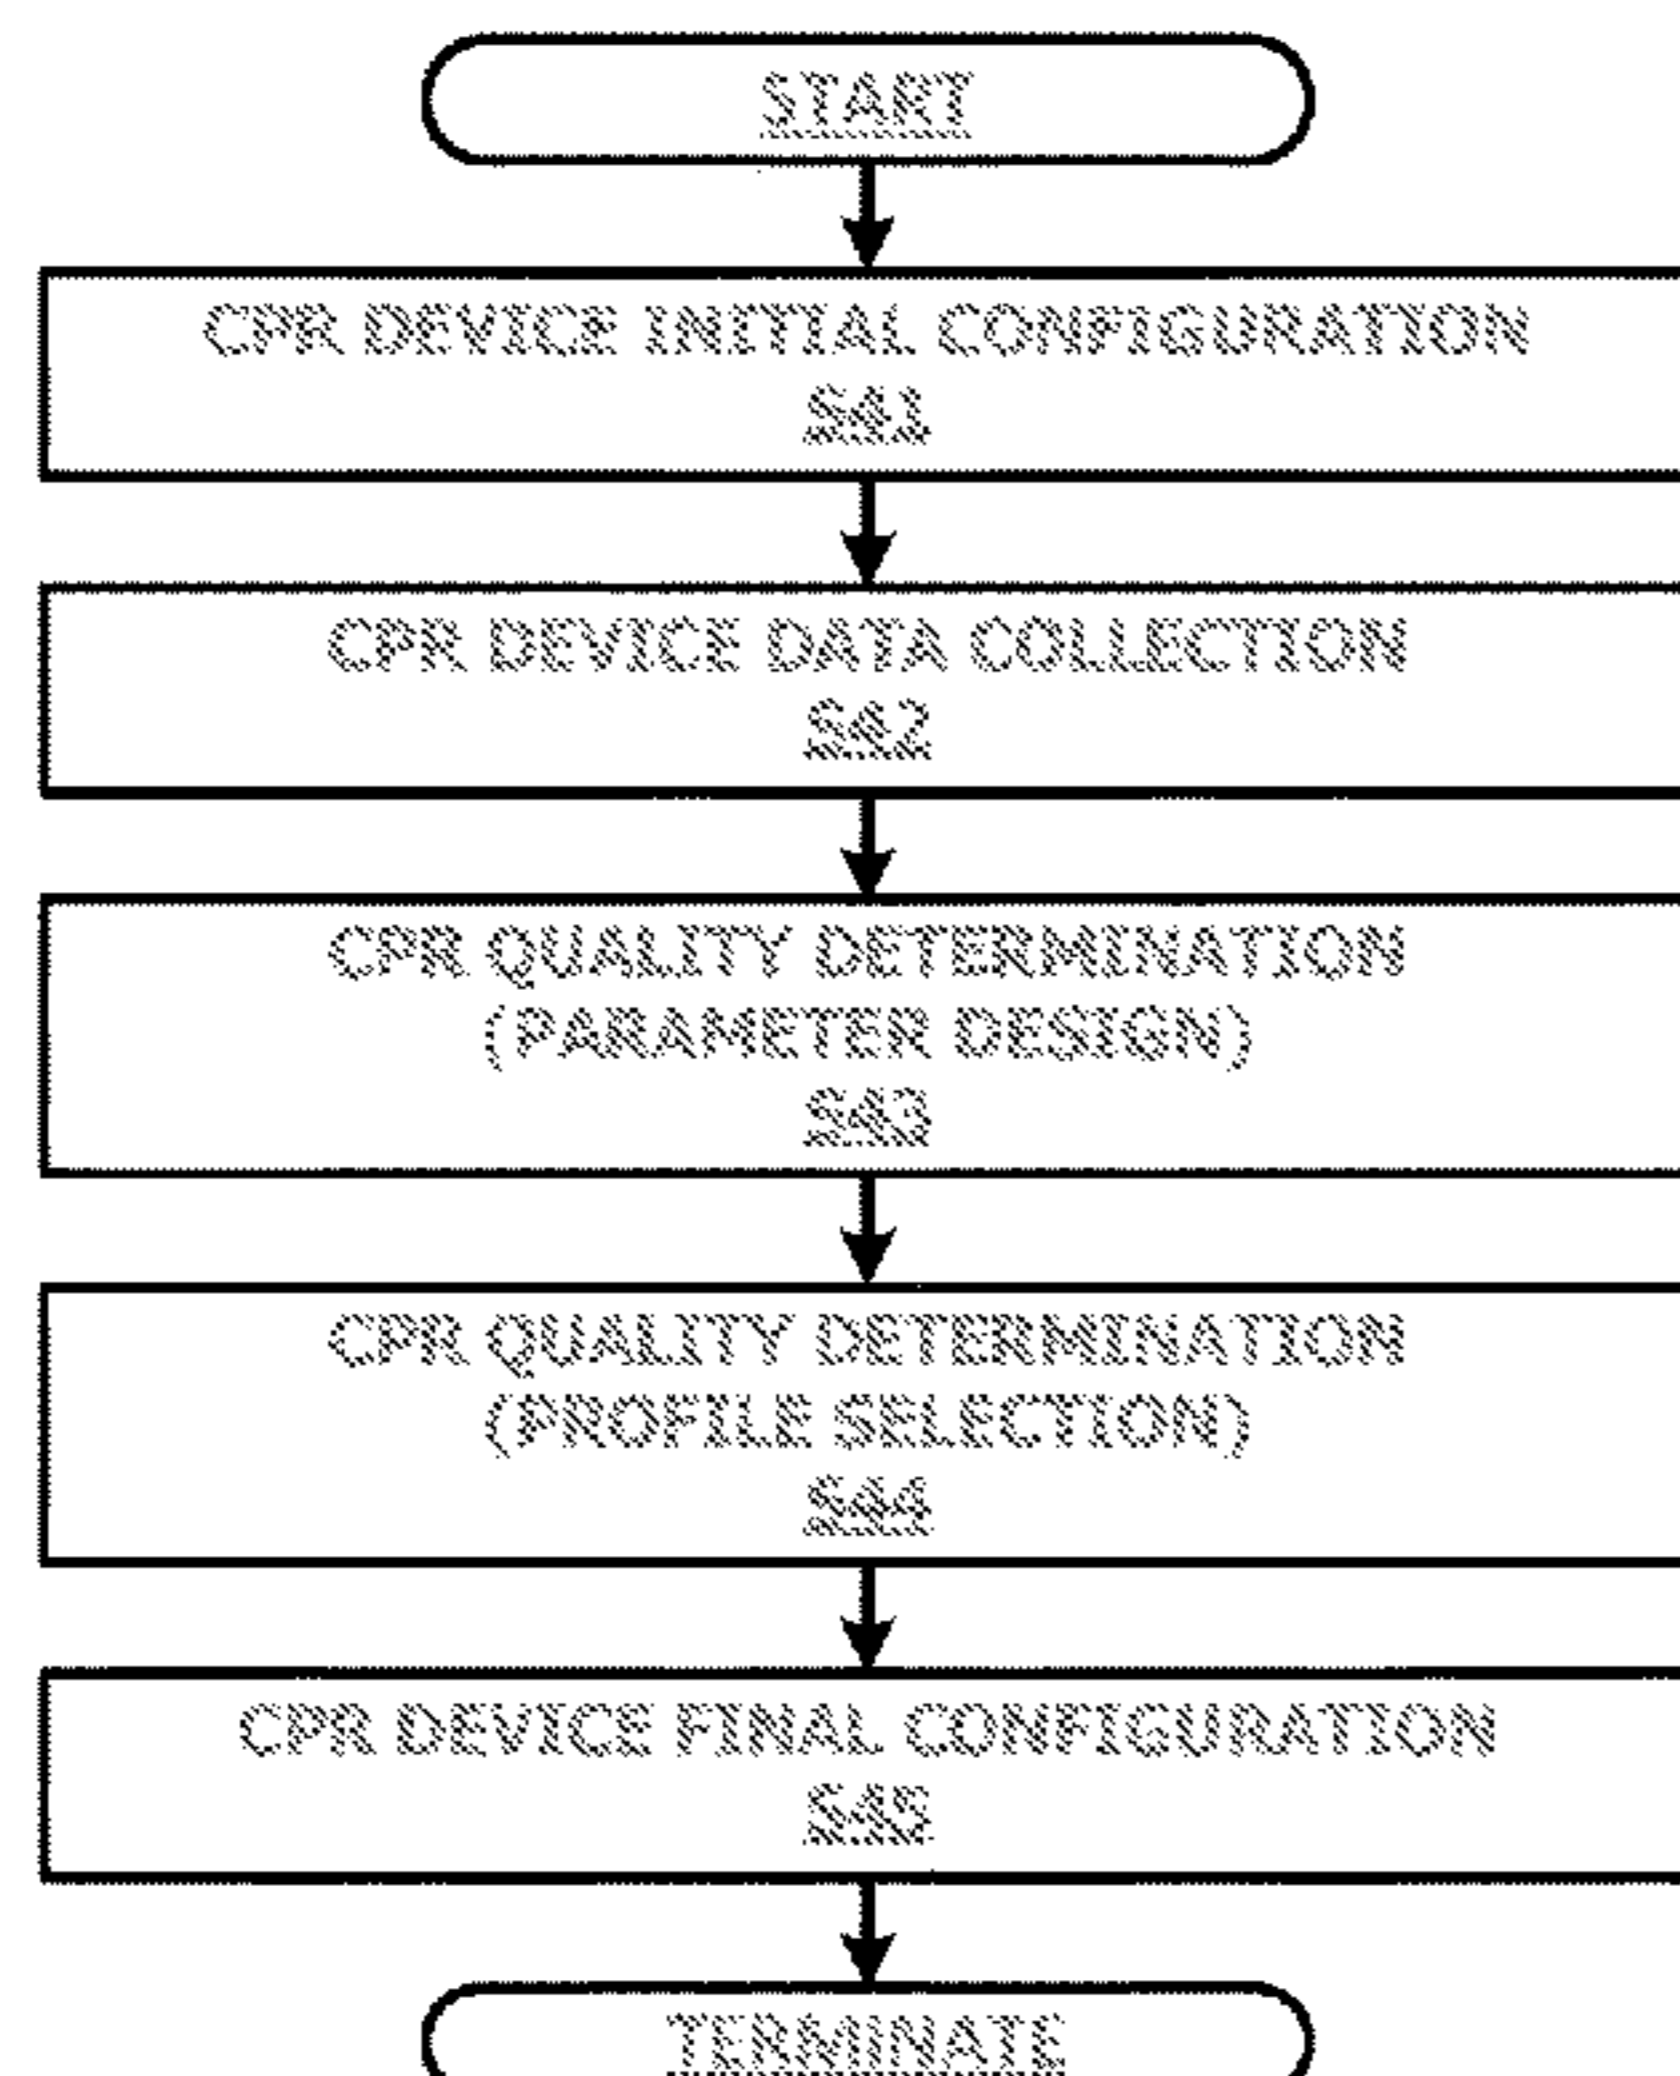 START
CPR DEVICE INITIAL CONFIGURATION
S41
CPR DEVICE DATA COLLECTION
S42
CPR QUALITY DETERMINATION
(PARAMETER DESIGN)
S43
CPR QUALITY DETERMINATION
(PROFILE SELECTION)
S44
CPR DEVICE FINAL CONFIGURATION
S45
TERMINATE